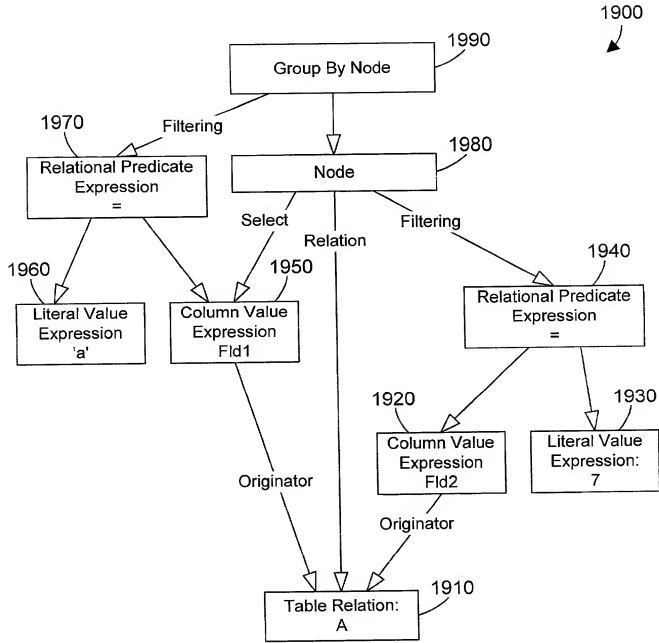 1900
1990
Group By Node
1970
Filtering
1980
Relational Predicate
Expression
=
Node
Select
Filtering
Relation
1940
1960
1950
Literal Value
Expression
'a'
Column Value
Expression
Fld1
Relational Predicate
Expression
=
1920
1930
Column Value
Expression
Fld2
Literal Value
Expression:
7
Originator
Originator
1910
Table Relation:
A